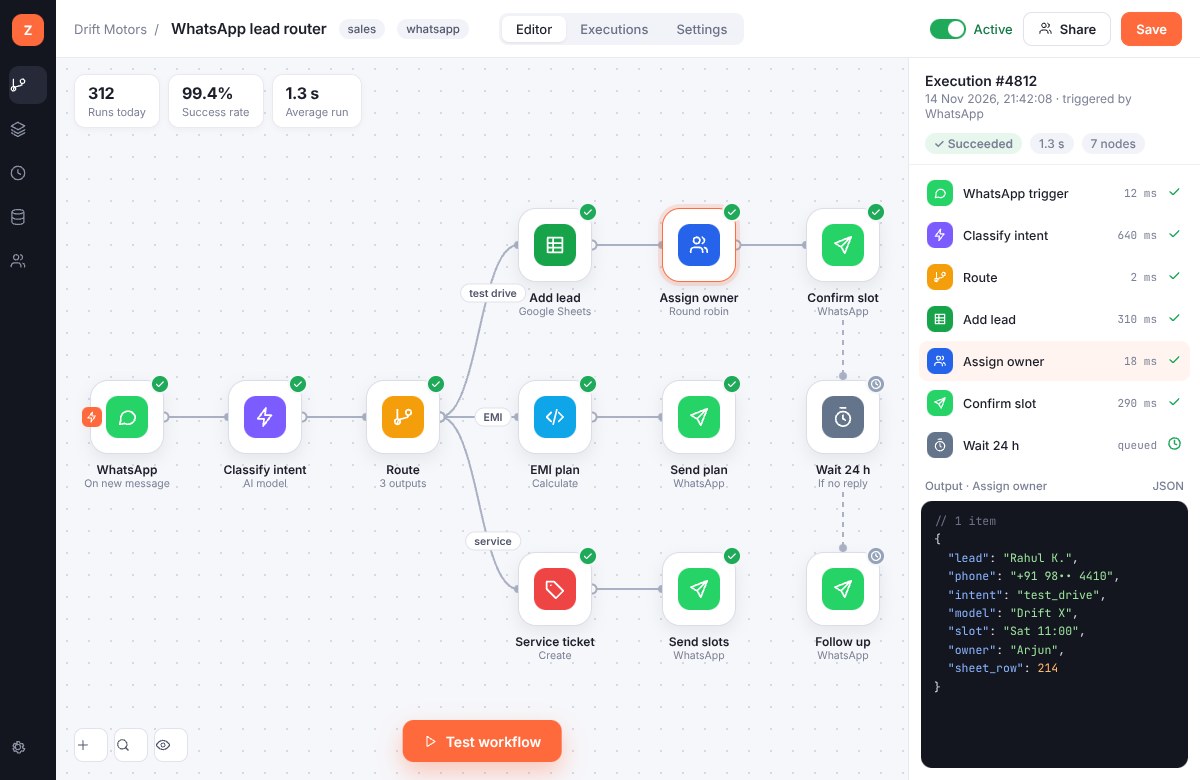 Z
Drift Motors / WhatsApp lead router sales whatsapp
Editor Executions Settings
Active Share Save
312
Runs today
99.4%
Success rate
1.3 s
Average run
test drive
Add lead
Google Sheets
Assign owner
Round robin
Confirm slot
WhatsApp
WhatsApp
On new message
Classify intent
AI model
Route
3 outputs
EMI
EMI plan
Calculate
Send plan
WhatsApp
Wait 24 h
If no reply
service
Service ticket
Create
Send slots
WhatsApp
Follow up
WhatsApp
Test workflow
Execution #4812
14 Nov 2026, 21:42:08 · triggered by
WhatsApp
Succeeded 1.3 s 7 nodes
WhatsApp trigger 12 ms
Classify intent 640 ms
Route 2 ms
Add lead 310 ms
Assign owner 18 ms
Confirm slot 290 ms
Wait 24 h queued
Output · Assign owner JSON
// 1 item
{
"lead": "Rahul K.",
"phone": "+91 98•• 4410",
"intent": "test_drive",
"model": "Drift X",
"slot": "Sat 11:00",
"owner": "Arjun",
"sheet_row": 214
}